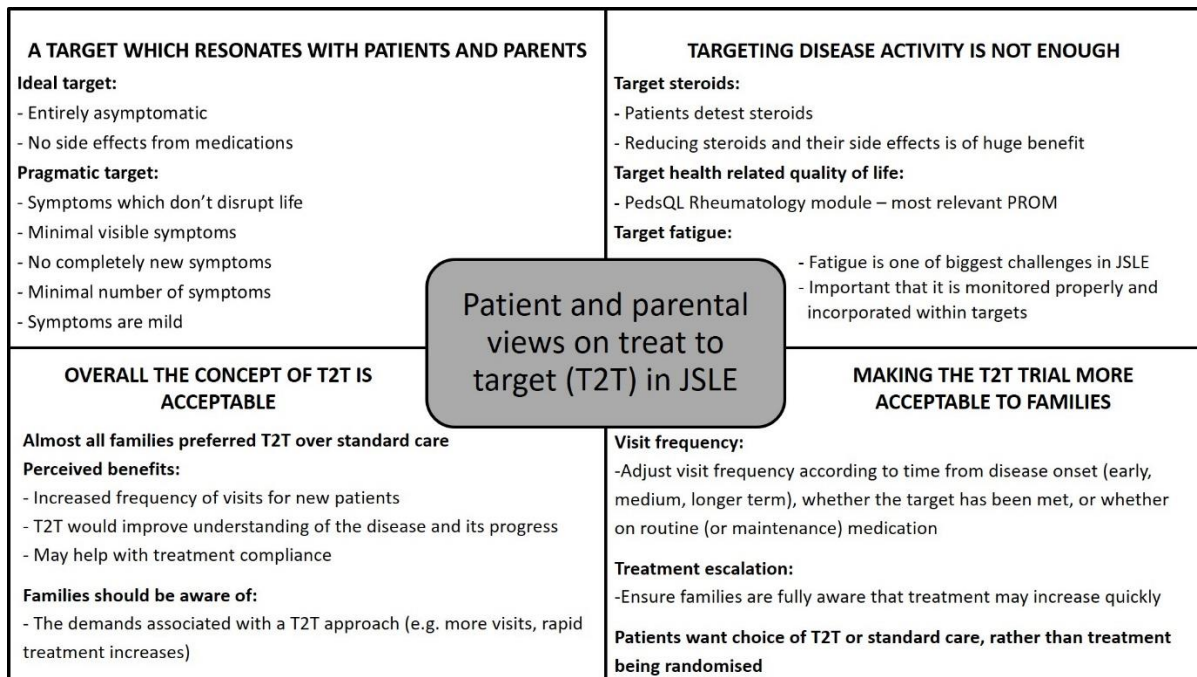 A TARGET WHICH RESONATES WITH PATIENTS AND PARENTS
Ideal target:
- Entirely asymptomatic
- No side effects from medications
Pragmatic target:
- Symptoms which don’t disrupt life
- Minimal visible symptoms
- No completely new symptoms
- Minimal number of symptoms
- Symptoms are mild
TARGETING DISEASE ACTIVITY IS NOT ENOUGH
Target steroids:
- Patients detest steroids
- Reducing steroids and their side effects is of huge benefit
Target health related quality of life:
- PedsQL Rheumatology module – most relevant PROM
Target fatigue:
- Fatigue is one of biggest challenges in JSLE
- Important that it is monitored properly and
incorporated within targets
Patient and parental
views on treat to
target (T2T) in JSLE
OVERALL THE CONCEPT OF T2T IS
ACCEPTABLE
Almost all families preferred T2T over standard care
Perceived benefits:
- Increased frequency of visits for new patients
- T2T would improve understanding of the disease and its progress
- May help with treatment compliance
Families should be aware of:
- The demands associated with a T2T approach (e.g. more visits, rapid
treatment increases)
MAKING THE T2T TRIAL MORE
ACCEPTABLE TO FAMILIES
Visit frequency:
-Adjust visit frequency according to time from disease onset (early,
medium, longer term), whether the target has been met, or whether
on routine (or maintenance) medication
Treatment escalation:
-Ensure families are fully aware that treatment may increase quickly
Patients want choice of T2T or standard care, rather than treatment
being randomised